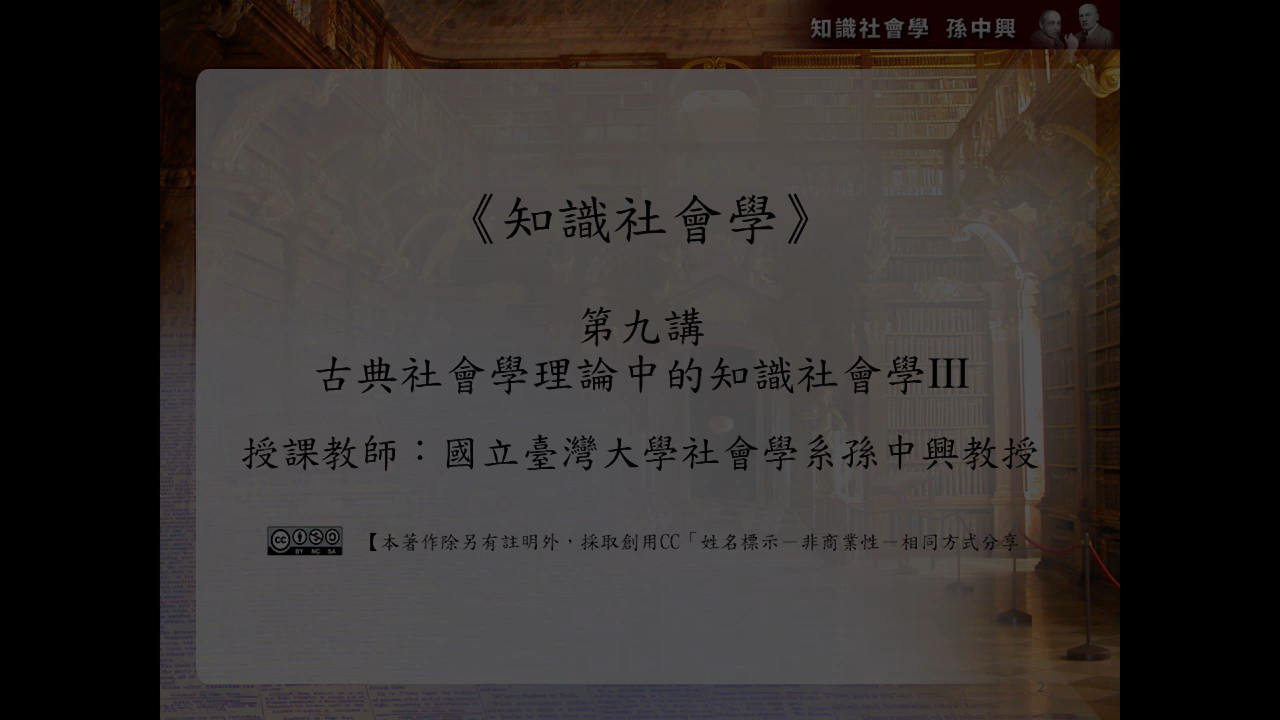 知識社會學 孫中興
《知識社會學》
第九講
古典社會學理論中的知識社會學III
授課教師：國立臺灣大學社會學系孫中興教授
cc BY NC SA 【本著作除另有註明外，採取創用CC「姓名標示－非商業性－相同方式分享
2